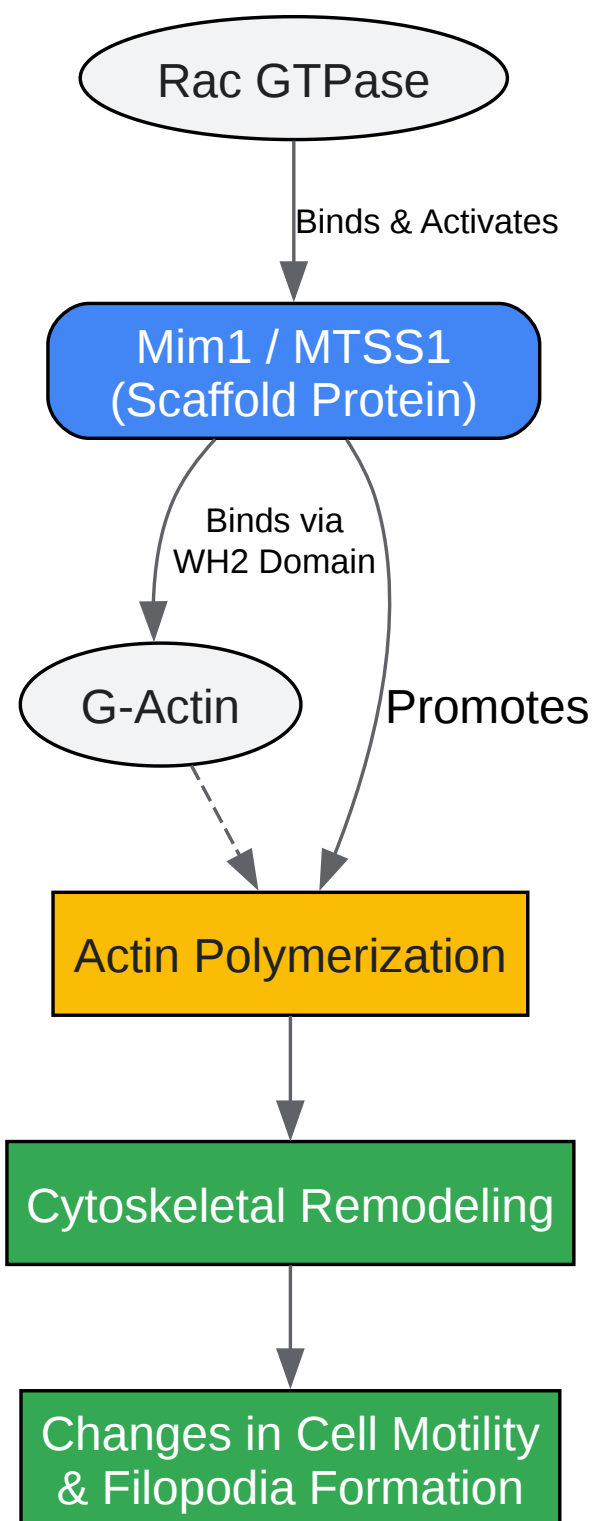 Rac GTPase
Binds & Activates
Mim1 / MTSS1
(Scaffold Protein)
Binds via
WH2 Domain
G-Actin
Promotes
Actin Polymerization
Cytoskeletal Remodeling
Changes in Cell Motility
& Filopodia Formation